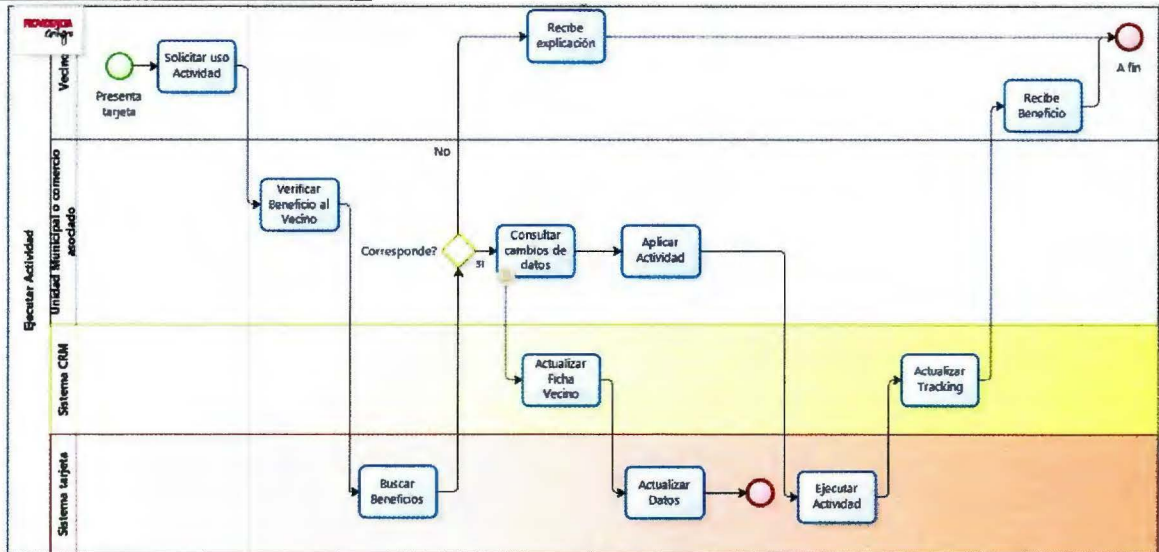 PROVIDENCIA
Contigo
Ejecutar Actividad
Vecino
Presenta
tarjeta
Solicitar uso
Actividad
Recibe
explicación
Recibe
Beneficio
A fin
Unidad Municipal o comercio
asociado
Verificar
Beneficio al
Vecino
No
Corresponde?
SI
Consultar
cambios de
datos
Aplicar
Actividad
Sistema CRM
Actualizar
Ficha
Vecino
Actualizar
Tracking
Sistema tarjeta
Buscar
Beneficios
Actualizar
Datos
Ejecutar
Actividad